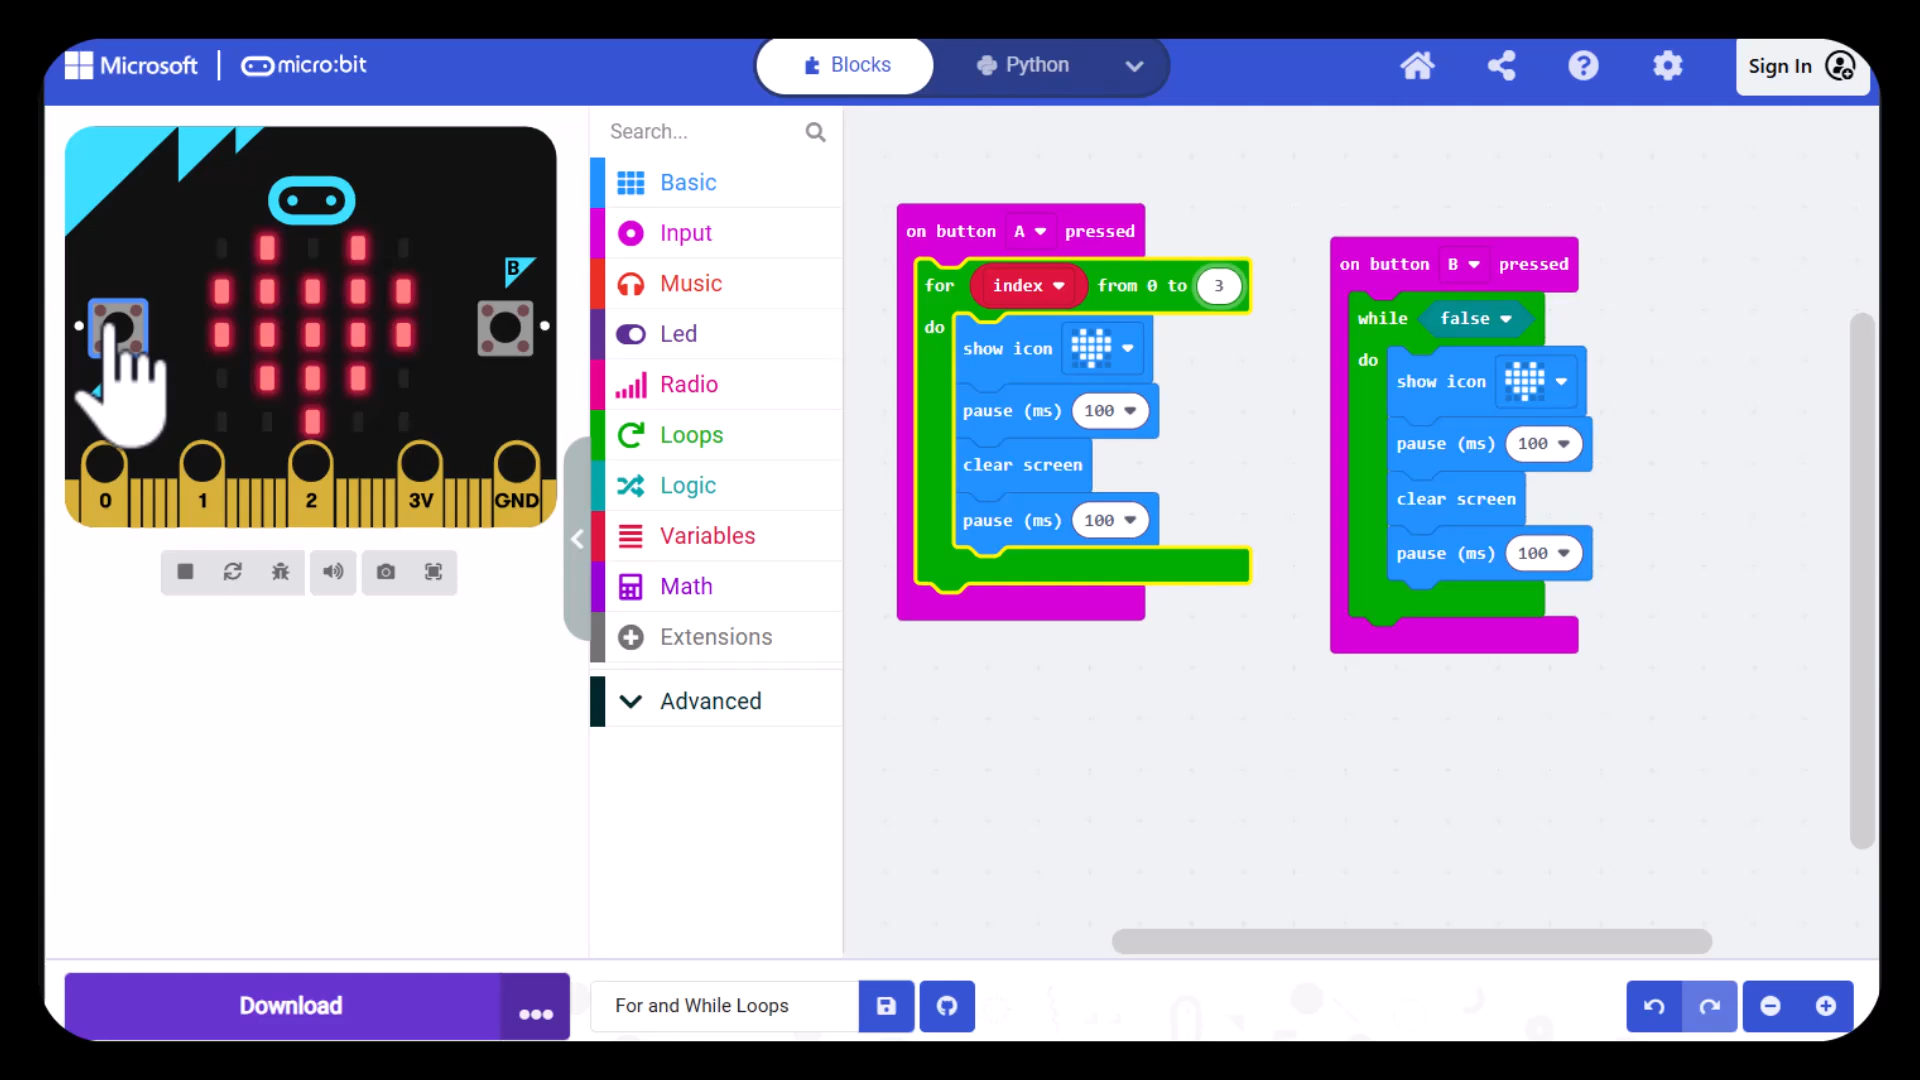 Microsoft | micro:bit
Blocks
Python
Sign In
B
0
1
2
3V
GND
Search...
Basic
Input
Music
Led
Radio
Loops
Logic
Variables
Math
Extensions
Advanced
on button A pressed
for index from 0 to 3
do
show icon
pause (ms) 100
clear screen
pause (ms) 100
on button B pressed
while false
do
show icon
pause (ms) 100
clear screen
pause (ms) 100
Download
For and While Loops